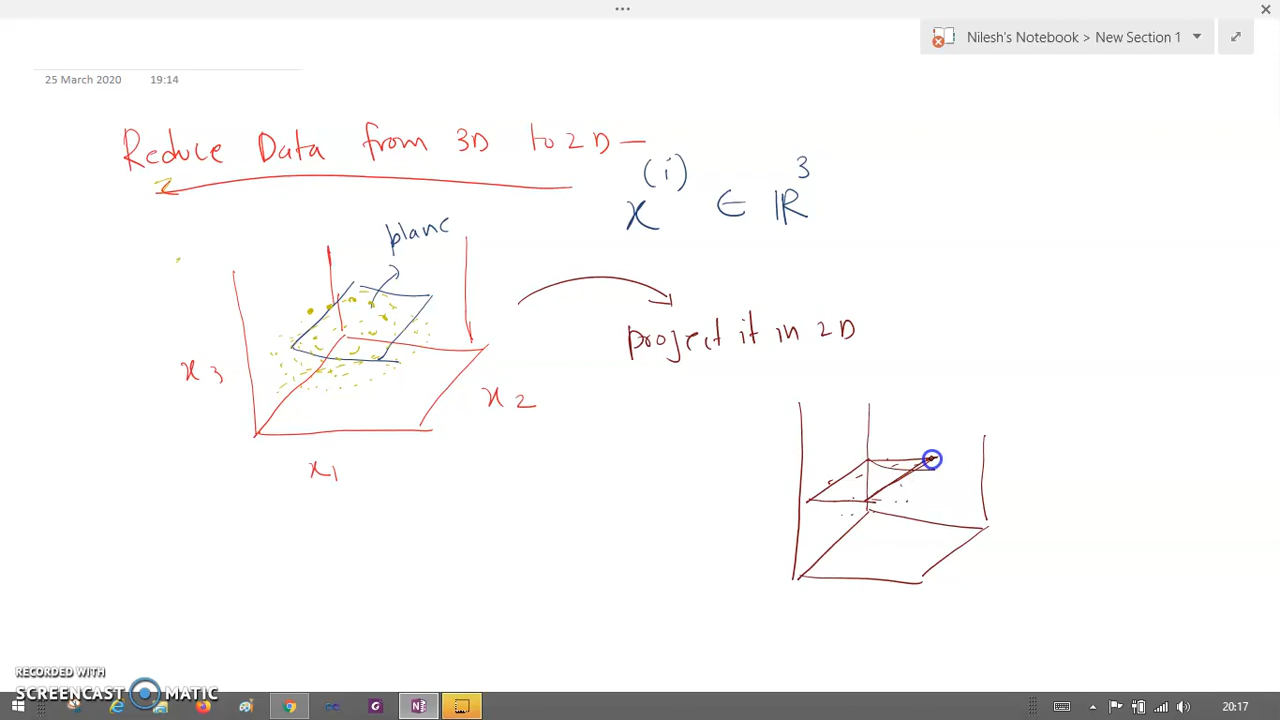 Nilesh's Notebook > New Section 1
25 March 2020 19:14
Reduce Data from 3D to 2D —
x^(i) ∈ ℝ^3
plane
project it in 2D
x3
x2
x1
RECORDED WITH
SCREENCAST MATIC
20:17